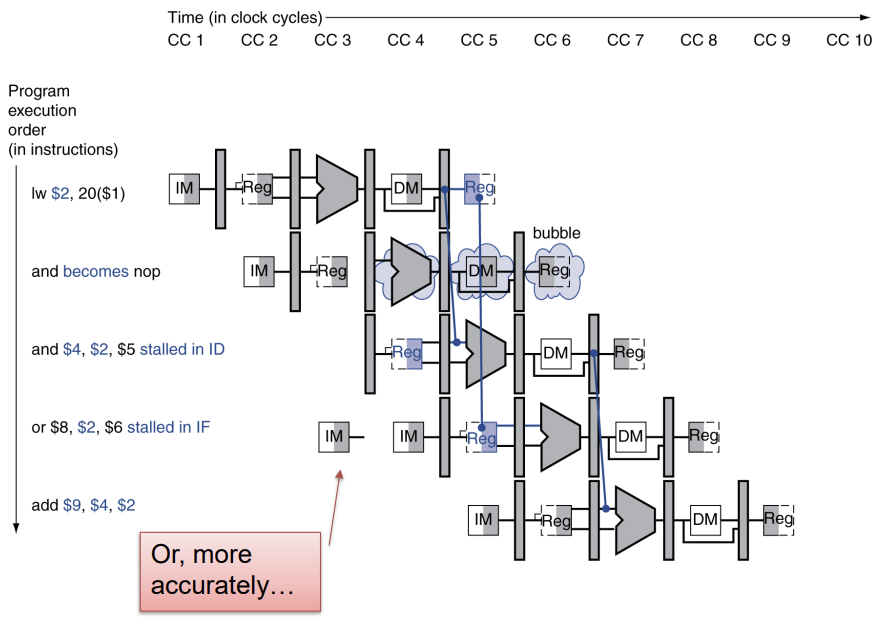 Time (in clock cycles)
CC 1 CC 2 CC 3 CC 4 CC 5 CC 6 CC 7 CC 8 CC 9 CC 10
Program
execution
order
(in instructions)
lw $2, 20($1)
IM Reg DM Reg
bubble
and becomes nop
IM Reg DM Reg
and $4, $2, $5 stalled in ID
Reg DM Reg
or $8, $2, $6 stalled in IF
IM IM Reg DM Reg
add $9, $4, $2
IM Reg DM Reg
Or, more
accurately…